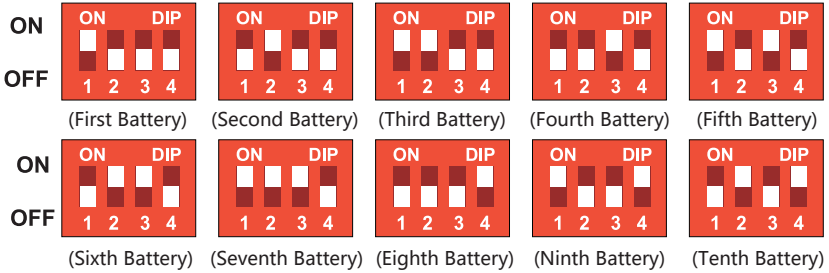 ON DIP ON DIP ON DIP ON DIP ON DIP
ON
OFF
1 2 3 4 1 2 3 4 1 2 3 4 1 2 3 4 1 2 3 4
(First Battery) (Second Battery) (Third Battery) (Fourth Battery) (Fifth Battery)
ON DIP ON DIP ON DIP ON DIP ON DIP
ON
OFF
1 2 3 4 1 2 3 4 1 2 3 4 1 2 3 4 1 2 3 4
(Sixth Battery) (Seventh Battery) (Eighth Battery) (Ninth Battery) (Tenth Battery)